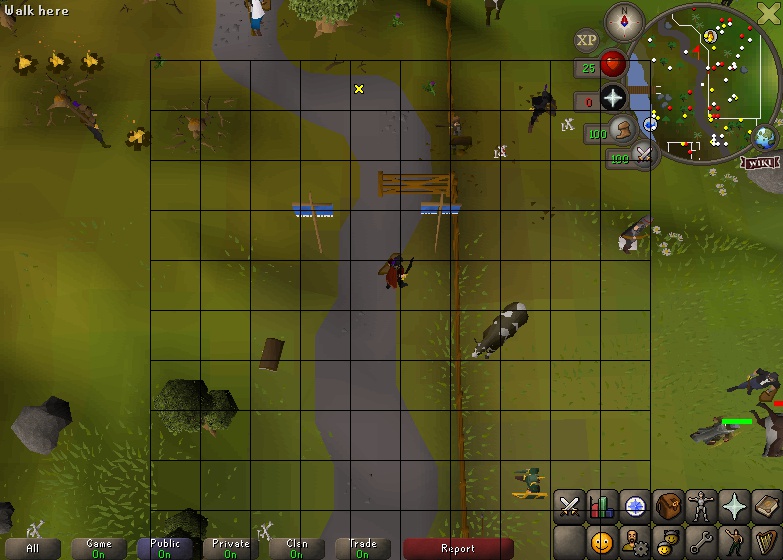 Walk here
N
XP
25
0
100
100
WIKI
All
Game
On
Public
On
Private
On
Clan
On
Trade
On
Report